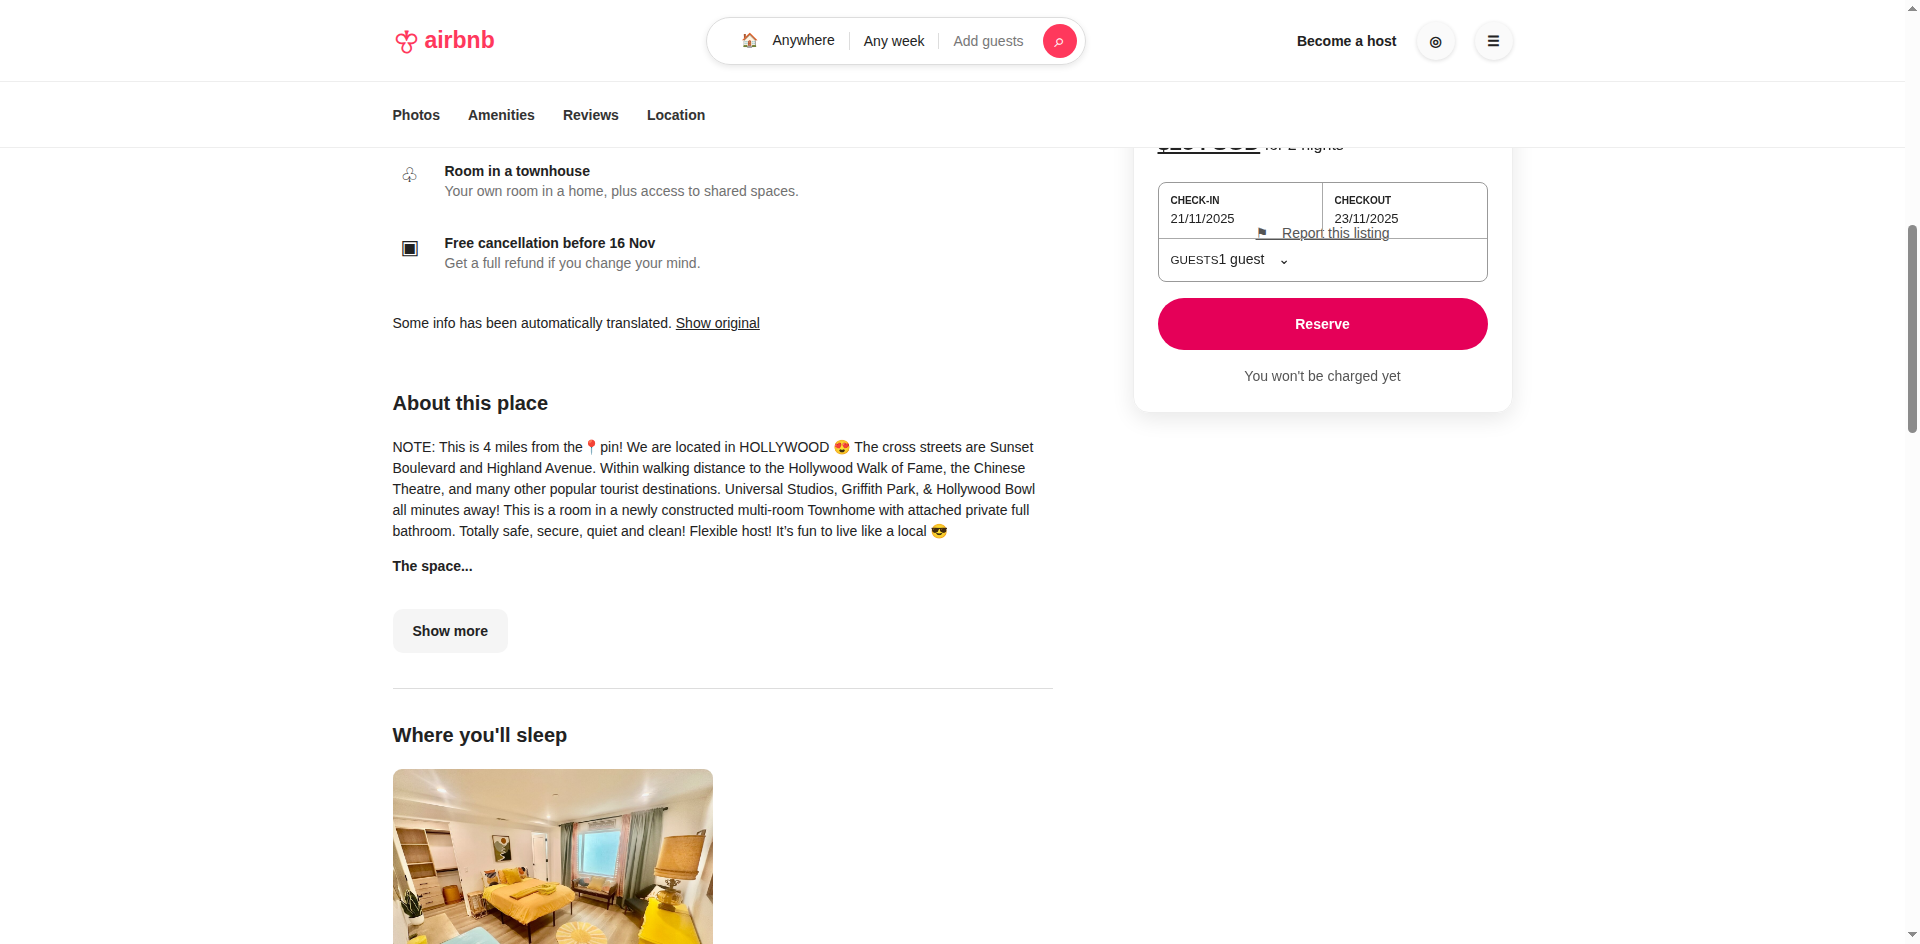 airbnb
Anywhere
Any week
Add guests
Become a host
Photos
Amenities
Reviews
Location
Room in a townhouse
Your own room in a home, plus access to shared spaces.
Free cancellation before 16 Nov
Get a full refund if you change your mind.
Some info has been automatically translated. Show original
About this place
NOTE: This is 4 miles from the📍pin! We are located in HOLLYWOOD 😍 The cross streets are Sunset
Boulevard and Highland Avenue. Within walking distance to the Hollywood Walk of Fame, the Chinese
Theatre, and many other popular tourist destinations. Universal Studios, Griffith Park, & Hollywood Bowl
all minutes away! This is a room in a newly constructed multi-room Townhome with attached private full
bathroom. Totally safe, secure, quiet and clean! Flexible host! It’s fun to live like a local 😎
The space...
Show more
Where you'll sleep
for 2 nights
CHECK-IN
21/11/2025
CHECKOUT
23/11/2025
Report this listing
GUESTS1 guest
Reserve
You won't be charged yet